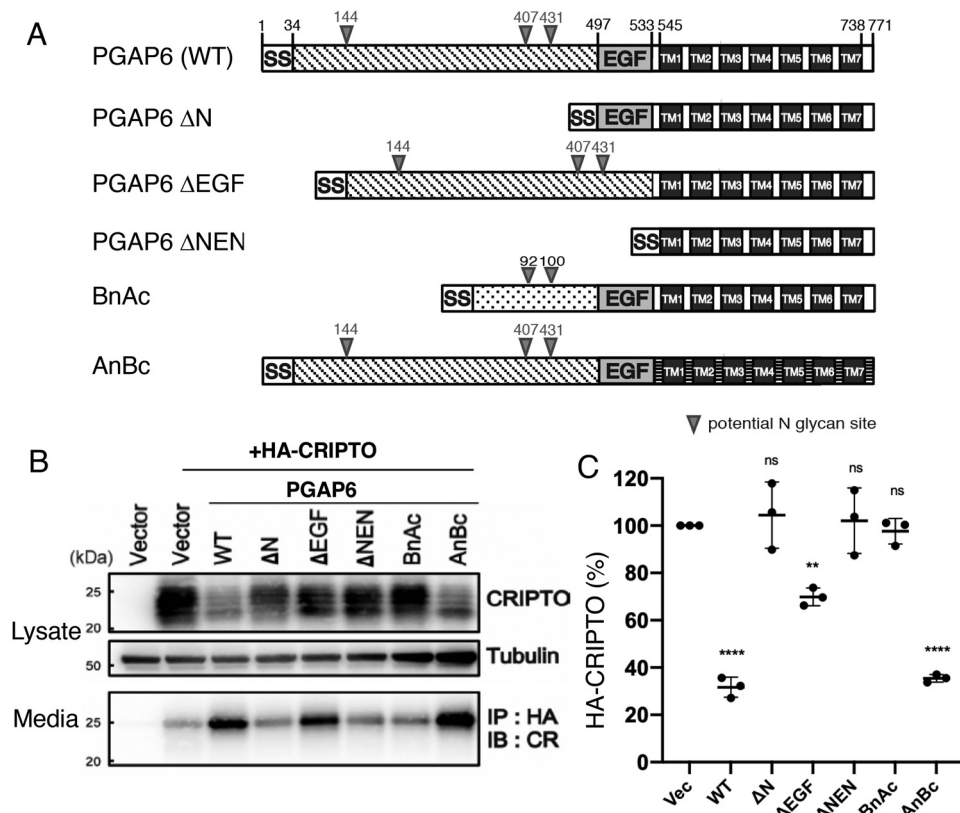 A
1 34 144 407 431 497 533 545 738 771
PGAP6 (WT) SS EGF TM1 TM2 TM3 TM4 TM5 TM6 TM7
PGAP6 ΔN SS EGF TM1 TM2 TM3 TM4 TM5 TM6 TM7
144 407 431
PGAP6 ΔEGF SS TM1 TM2 TM3 TM4 TM5 TM6 TM7
PGAP6 ΔNEN SS TM1 TM2 TM3 TM4 TM5 TM6 TM7
92 100
BnAc SS EGF TM1 TM2 TM3 TM4 TM5 TM6 TM7
144 407 431
AnBc SS EGF TM1 TM2 TM3 TM4 TM5 TM6 TM7
potential N glycan site
B
+HA-CRIPTO
PGAP6
Vector Vector WT ΔN ΔEGF ΔNEN BnAc AnBc
(kDa)
Lysate
25
20
CRIPTO
50
Tubulin
Media
25
20
IP : HA
IB : CR
C
HA-CRIPTO (%)
120
100
80
60
40
20
0
**** ns ** ns ns ****
Vec WT ΔN ΔEGF ΔNEN BnAc AnBc